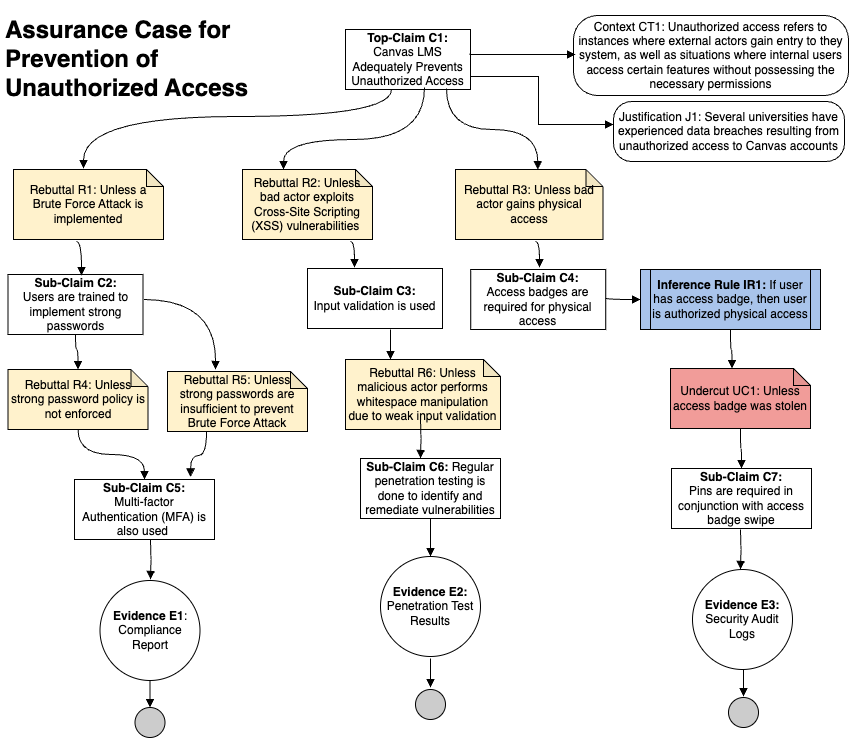 Assurance Case for
Prevention of
Unauthorized Access
Top-Claim C1:
Canvas LMS
Adequately Prevents
Unauthorized Access
Context CT1: Unauthorized access refers to
instances where external actors gain entry to they
system, as well as situations where internal users
access certain features without possessing the
necessary permissions
Justification J1: Several universities have
experienced data breaches resulting from
unauthorized access to Canvas accounts
Rebuttal R1: Unless a
Brute Force Attack is
implemented
Rebuttal R2: Unless
bad actor exploits
Cross-Site Scripting
(XSS) vulnerabilities
Rebuttal R3: Unless bad
actor gains physical
access
Sub-Claim C2:
Users are trained to
implement strong
passwords
Sub-Claim C3:
Input validation is used
Sub-Claim C4:
Access badges are
required for physical
access
Inference Rule IR1: If user
has access badge, then user
is authorized physical access
Rebuttal R4: Unless
strong password policy is
not enforced
Rebuttal R5: Unless
strong passwords are
insufficient to prevent
Brute Force Attack
Rebuttal R6: Unless
malicious actor performs
whitespace manipulation
due to weak input validation
Undercut UC1: Unless
access badge was stolen
Sub-Claim C5:
Multi-factor
Authentication (MFA) is
also used
Sub-Claim C6: Regular
penetration testing is
done to identify and
remediate vulnerabilities
Sub-Claim C7:
Pins are required in
conjunction with access
badge swipe
Evidence E1:
Compliance
Report
Evidence E2:
Penetration Test
Results
Evidence E3:
Security Audit
Logs